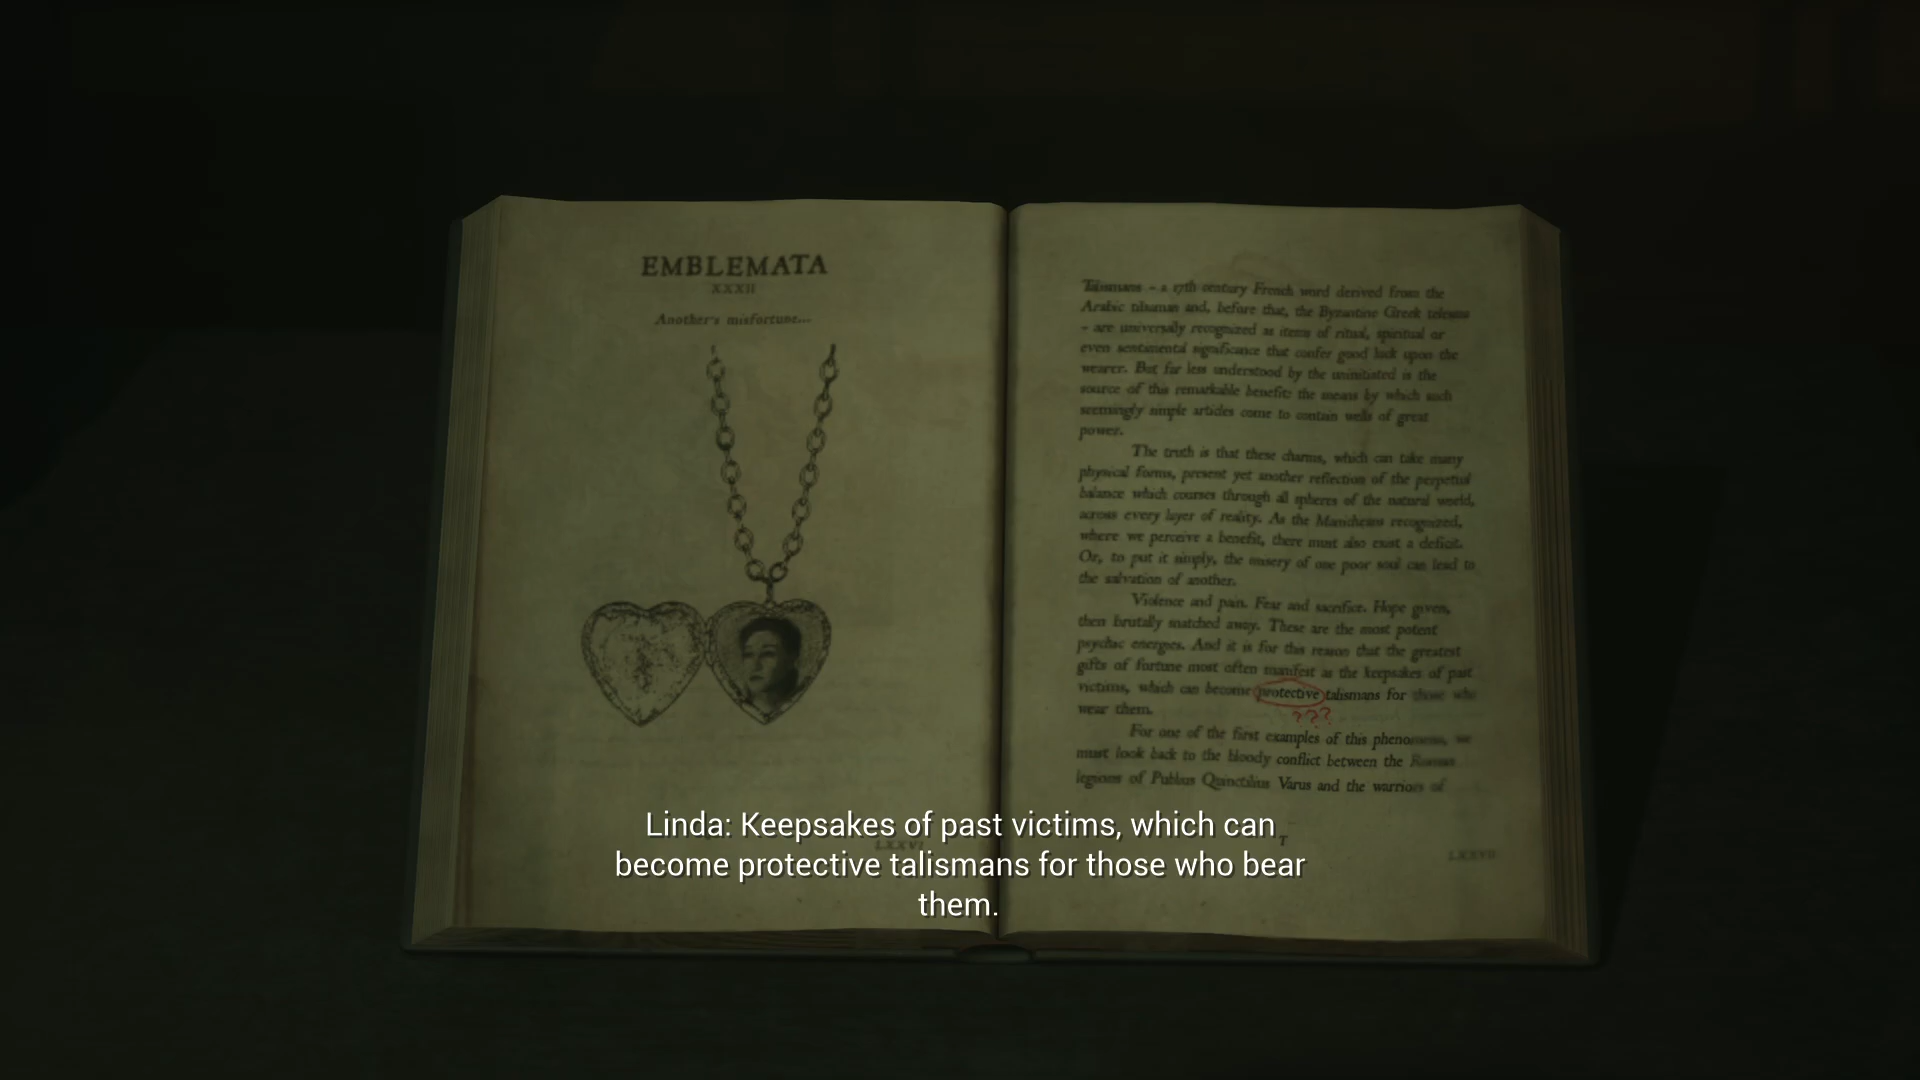 EMBLEMATA
XXXII
Another's misfortune...
LXXVI
Talismans - a 17th century French word derived from the
Arabic tilsman and, before that, the Byzantine Greek telesma
- are universally recognized as items of ritual, spiritual or
even sentimental significance that confer good luck upon the
wearer. But far less understood by the uninitiated is the
source of this remarkable benefit: the means by which such
seemingly simple articles come to contain wells of great
power.
The truth is that these charms, which can take many
physical forms, present yet another reflection of the perpetual
balance which courses through all spheres of the natural world,
across every layer of reality. As the Manicheans recognized,
where we perceive a benefit, there must also exist a deficit.
Or, to put it simply, the misery of one poor soul can lead to
the salvation of another.
Violence and pain. Fear and sacrifice. Hope given,
then brutally snatched away. These are the most potent
psychic energies. And it is for this reason that the greatest
gifts of fortune most often manifest as the keepsakes of past
victims, which can become protective talismans for those who
???
wear them.
For one of the first examples of this phenomena, we
must look back to the bloody conflict between the Roman
legions of Publius Quinctilius Varus and the warriors of
T
LXXVII
Linda: Keepsakes of past victims, which can
become protective talismans for those who bear
them.